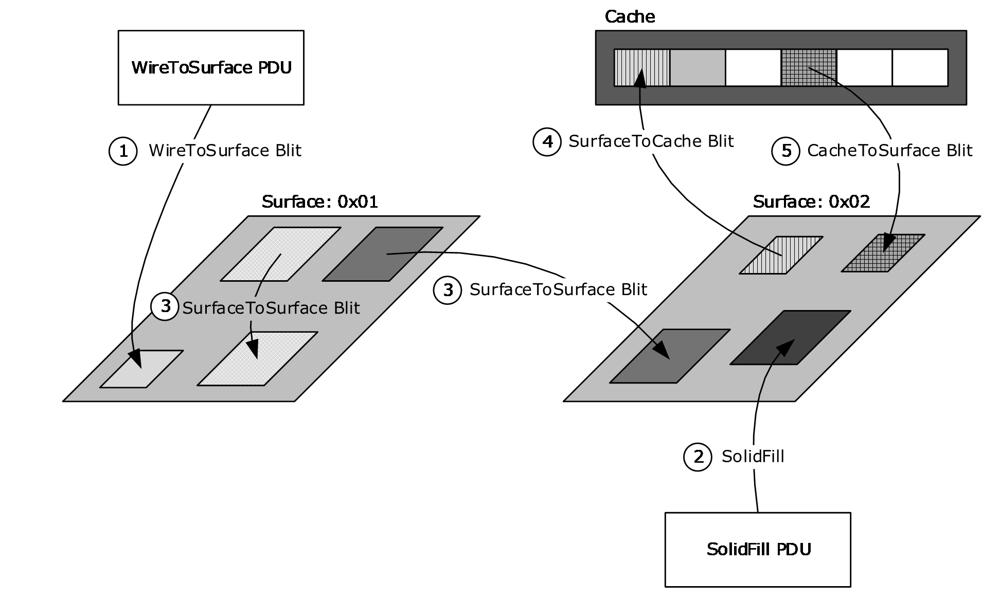 Cache
WireToSurface PDU
4 SurfaceToCache Blit
1 WireToSurface Blit
5 CacheToSurface Blit
Surface: 0x01
Surface: 0x02
3 SurfaceToSurface Blit
3 SurfaceToSurface Blit
2 SolidFill
SolidFill PDU